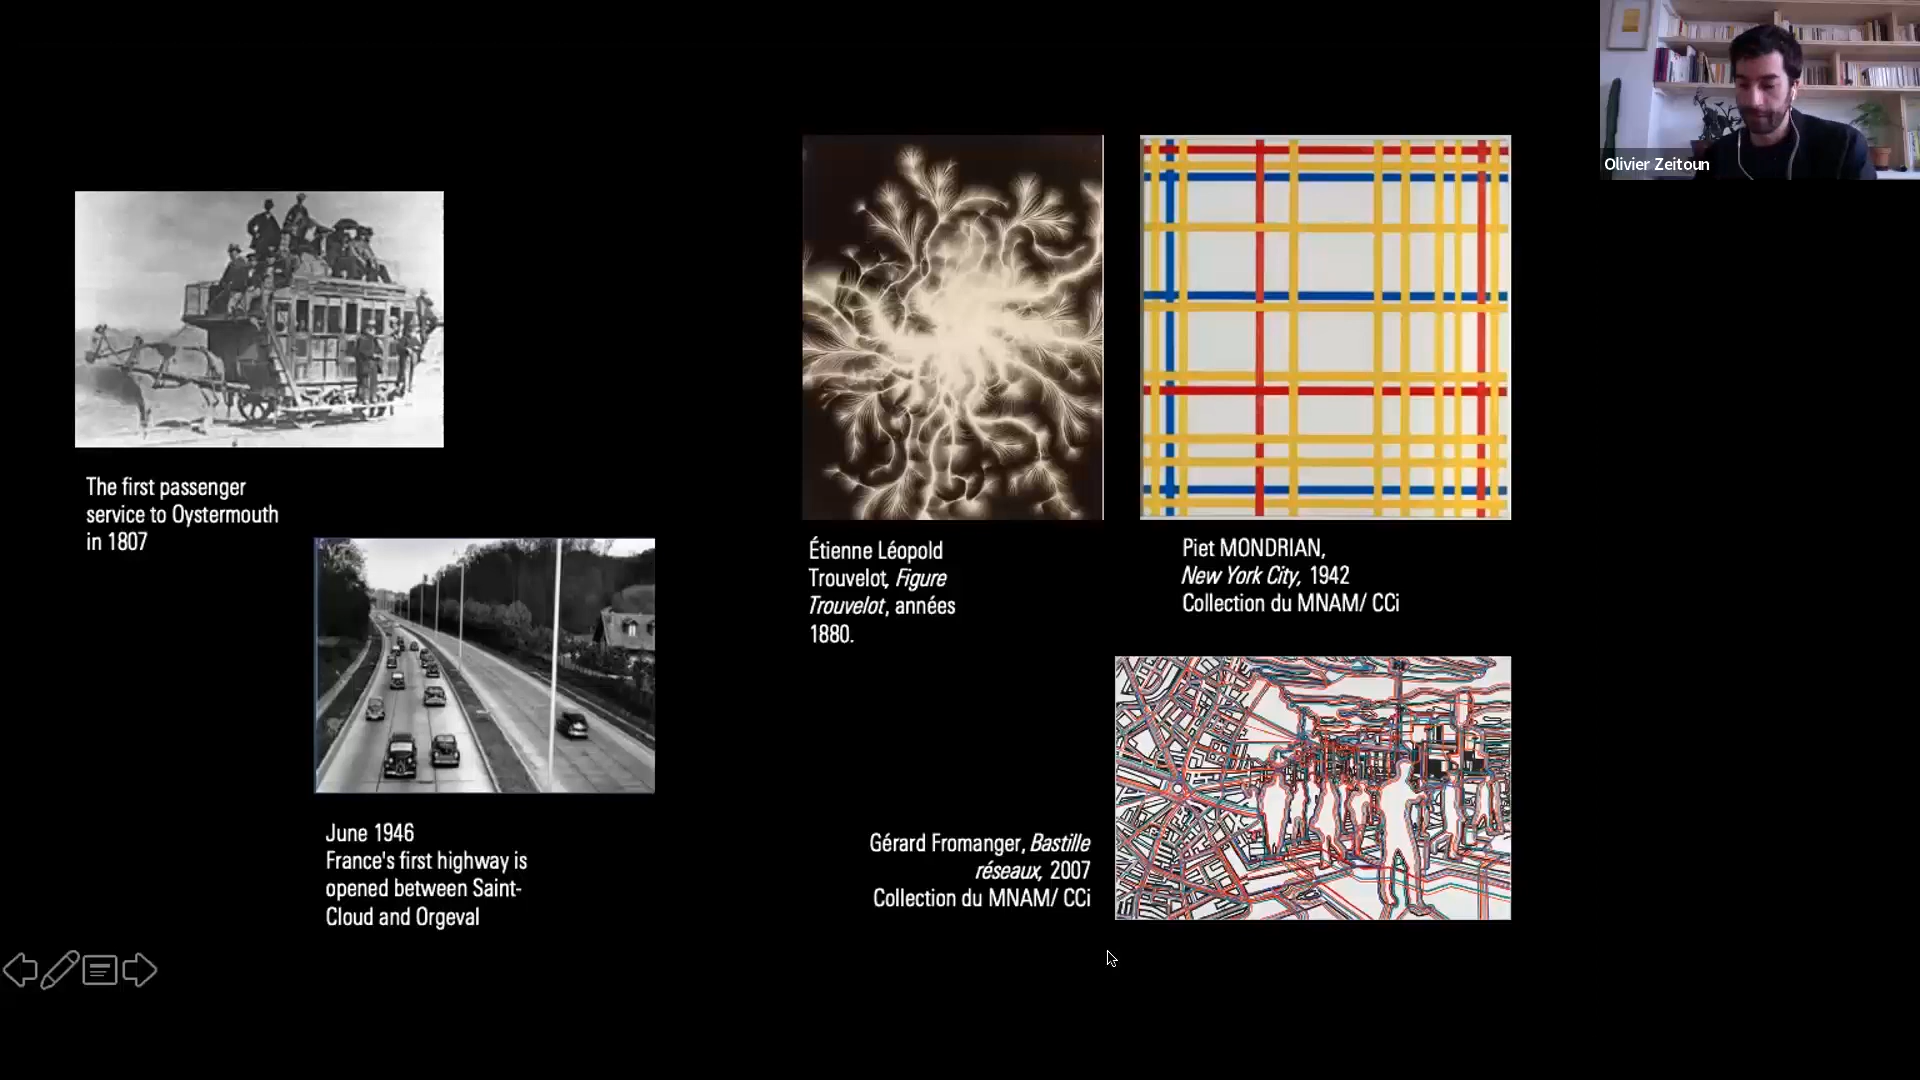 Olivier Zeitoun
The first passenger
service to Oystermouth
in 1807
June 1946
France's first highway is
opened between Saint-
Cloud and Orgeval
Étienne Léopold
Trouvelot, Figure
Trouvelot, années
1880.
Piet MONDRIAN,
New York City, 1942
Collection du MNAM/ CCi
Gérard Fromanger, Bastille
réseaux, 2007
Collection du MNAM/ CCi